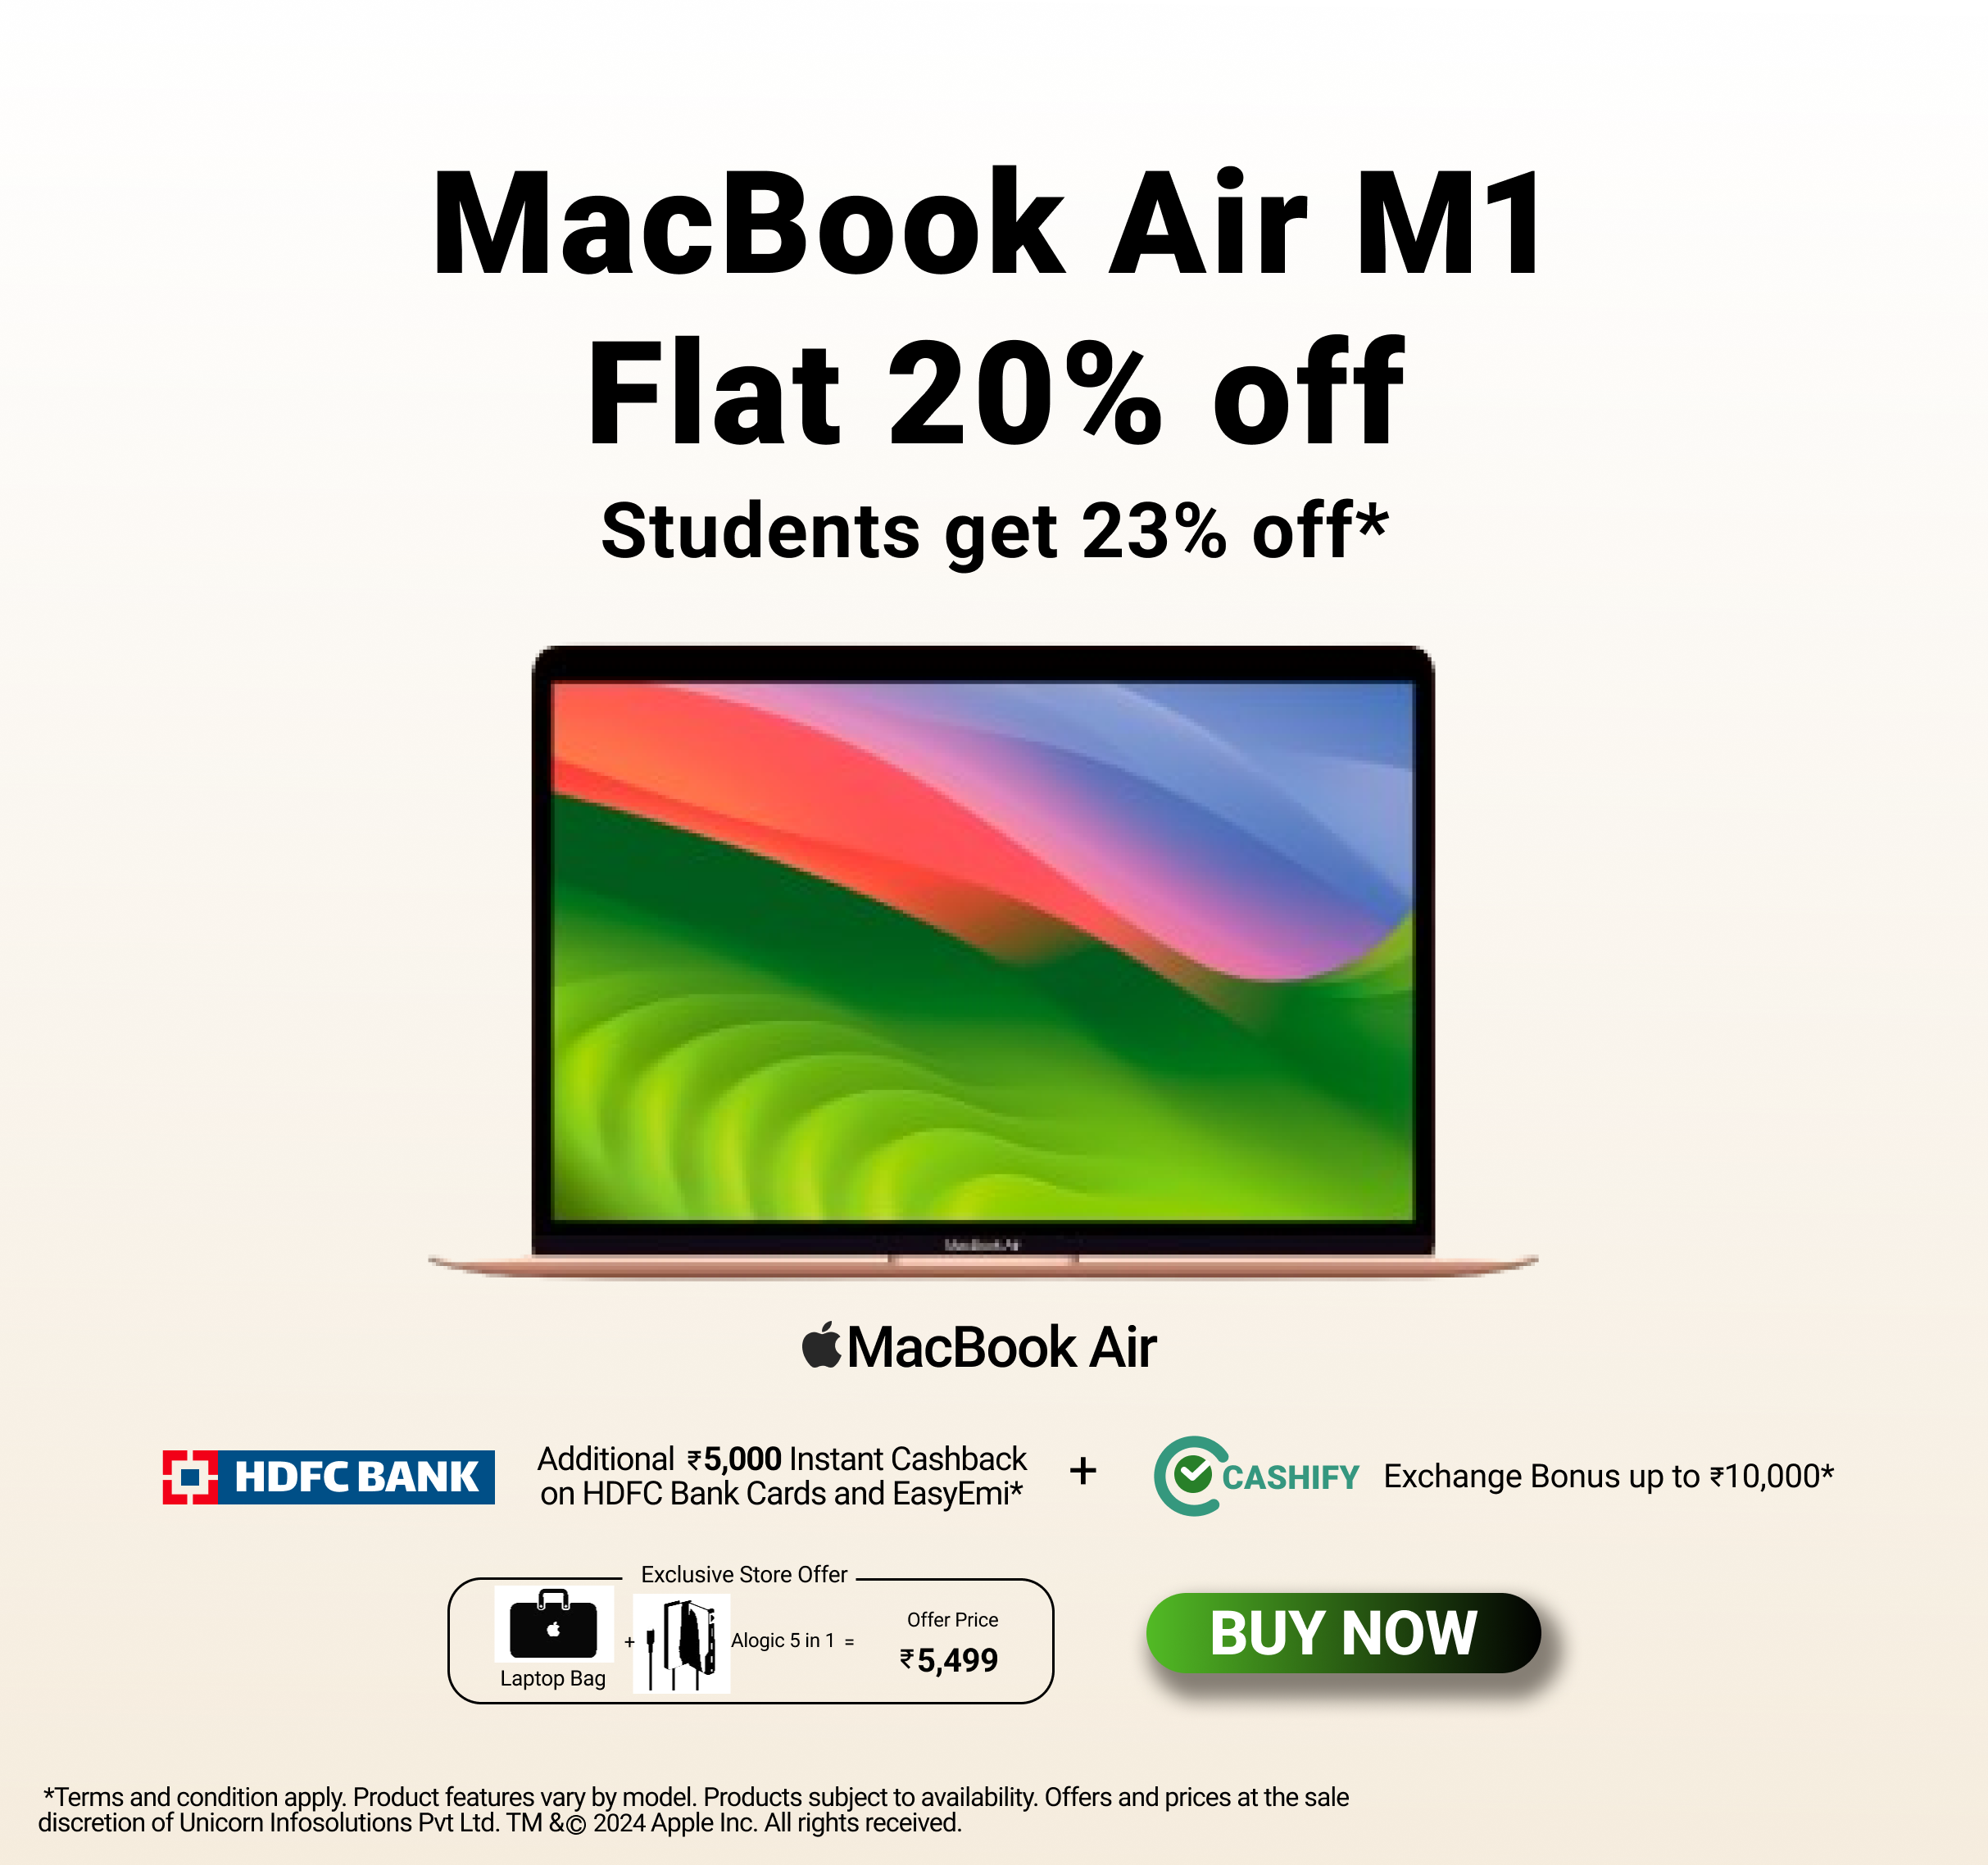 MacBook Air M1
Flat 20% off
Students get 23% off*
MacBook Air
MacBook Air
HDFC BANK
Additional ₹5,000 Instant Cashback
on HDFC Bank Cards and EasyEmi*
+
CASHIFY
Exchange Bonus up to ₹10,000*
Exclusive Store Offer
Laptop Bag
+
Alogic 5 in 1 =
Offer Price
₹5,499
BUY NOW
*Terms and condition apply. Product features vary by model. Products subject to availability. Offers and prices at the sale
discretion of Unicorn Infosolutions Pvt Ltd. TM &© 2024 Apple Inc. All rights received.